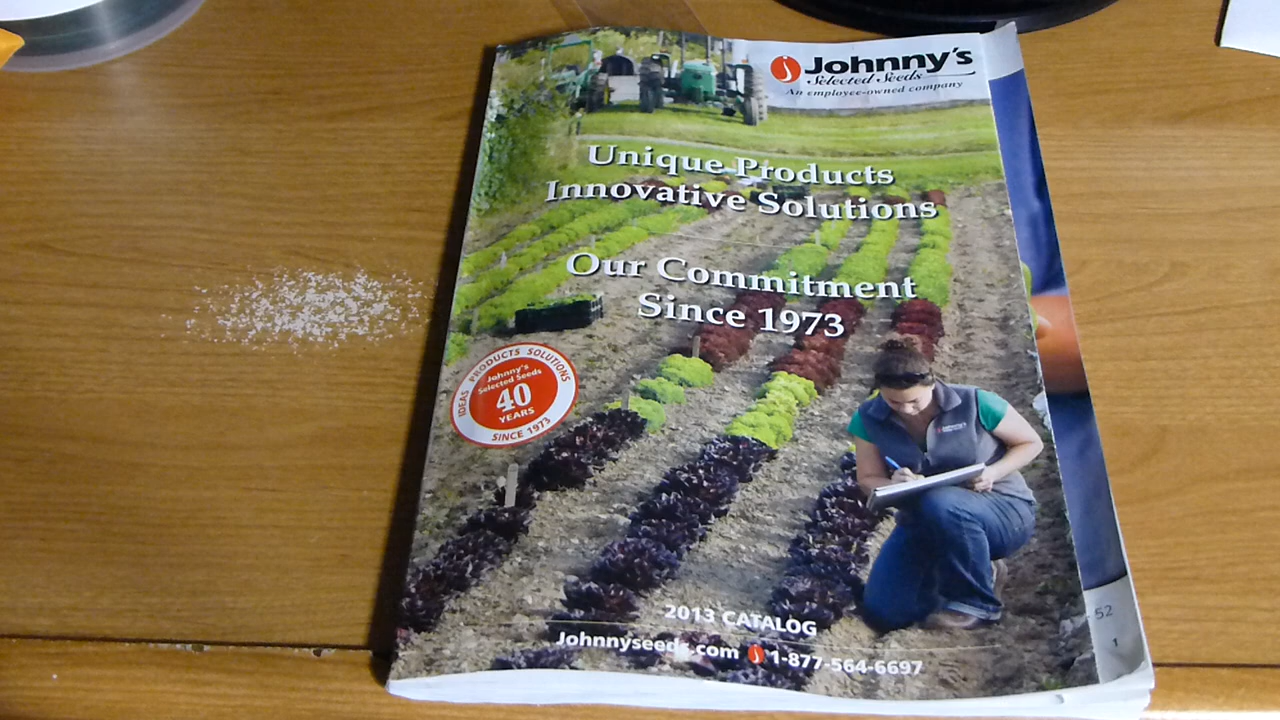 Johnny's
Selected Seeds
An employee-owned company
Unique Products
Innovative Solutions
Our Commitment
Since 1973
IDEAS PRODUCTS SOLUTIONS
Johnny's
Selected Seeds
40
YEARS
SINCE 1973
Johnny's
2013 CATALOG
Johnnyseeds.com 1-877-564-6697
52
1